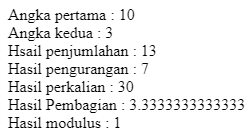 Angka pertama : 10
Angka kedua : 3
Hsail penjumlahan : 13
Hasil pengurangan : 7
Hasil perkalian : 30
Hasil Pembagian : 3.3333333333333
Hasil modulus : 1